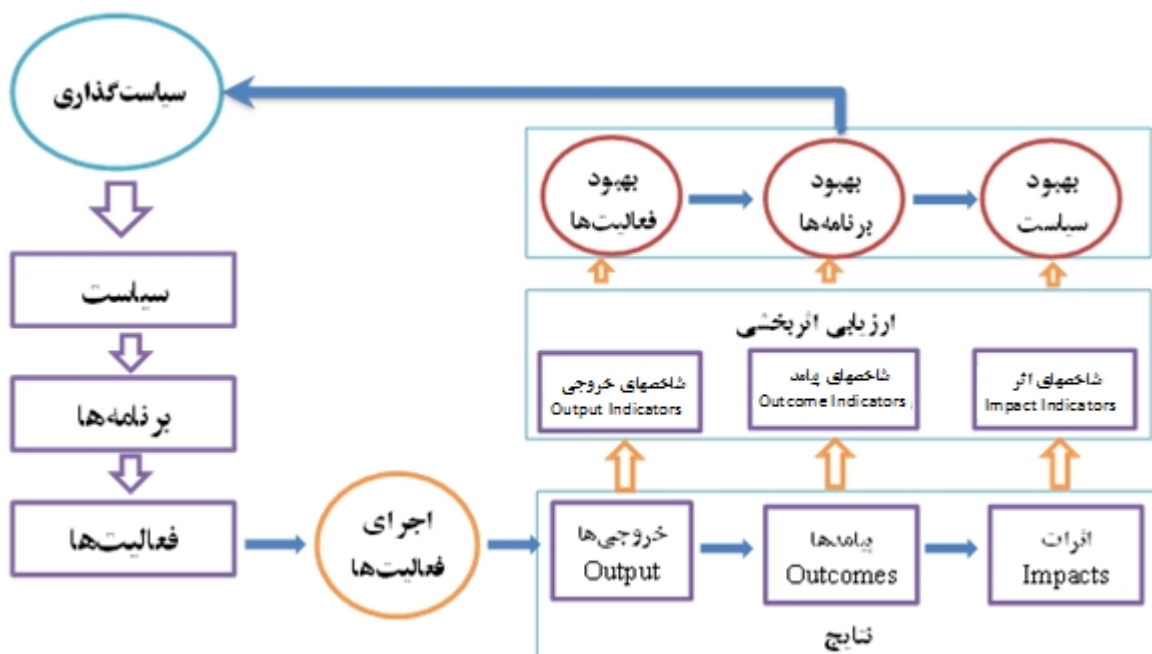 سیاست‌گذاری
سیاست
برنامه‌ها
فعالیت‌ها
اجرای
فعالیت‌ها
بهبود
فعالیت‌ها
بهبود
برنامه‌ها
بهبود
سیاست
ارزیابی اثربخشی
شاخصهای خروجی
Output Indicators
شاخصهای پیامد
Outcome Indicators
شاخصهای اثر
Impact Indicators
خروجی‌ها
Output
پیامدها
Outcomes
اثرات
Impacts
نتایج